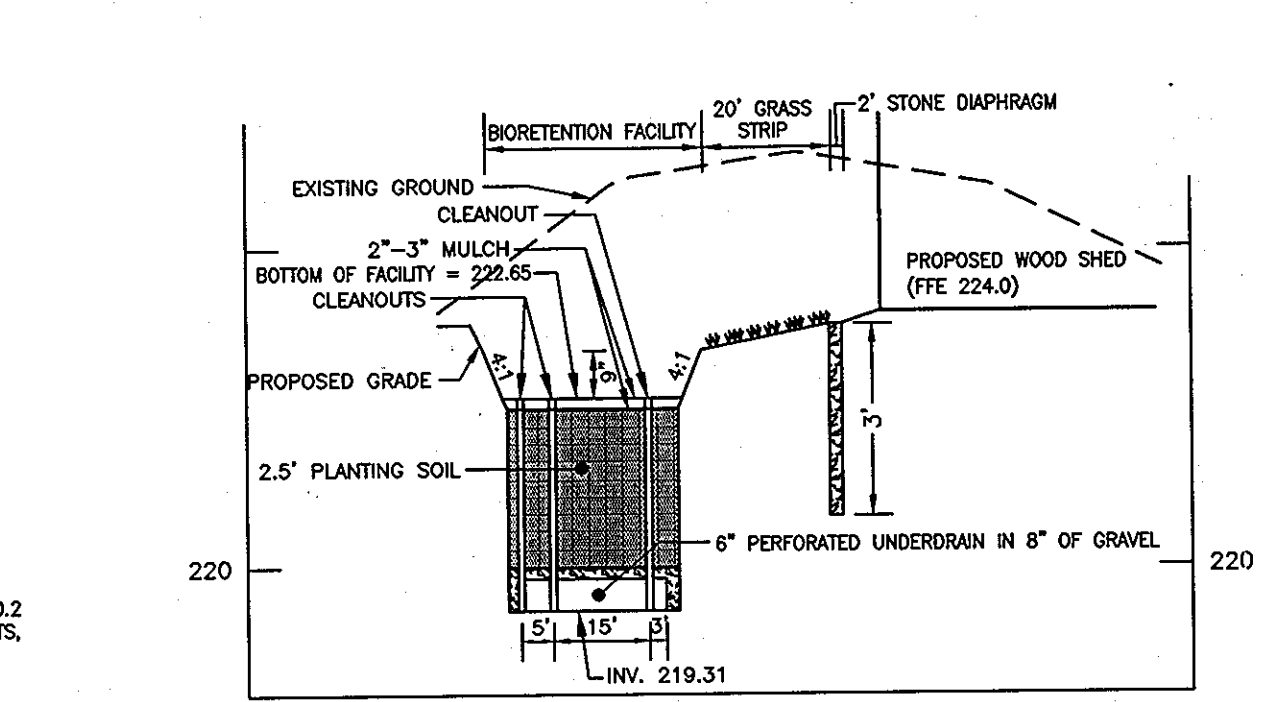 20' GRASS
STRIP
2' STONE DIAPHRAGM
BIORETENTION FACILITY
EXISTING GROUND
CLEANOUT
2"-3" MULCH
BOTTOM OF FACILITY = 222.65
CLEANOUTS
PROPOSED WOOD SHED
(FFE 224.0)
4:1
9"
4:1
PROPOSED GRADE
3'
2.5' PLANTING SOIL
6" PERFORATED UNDERDRAIN IN 8" OF GRAVEL
220
220
5'
15'
3'
INV. 219.31